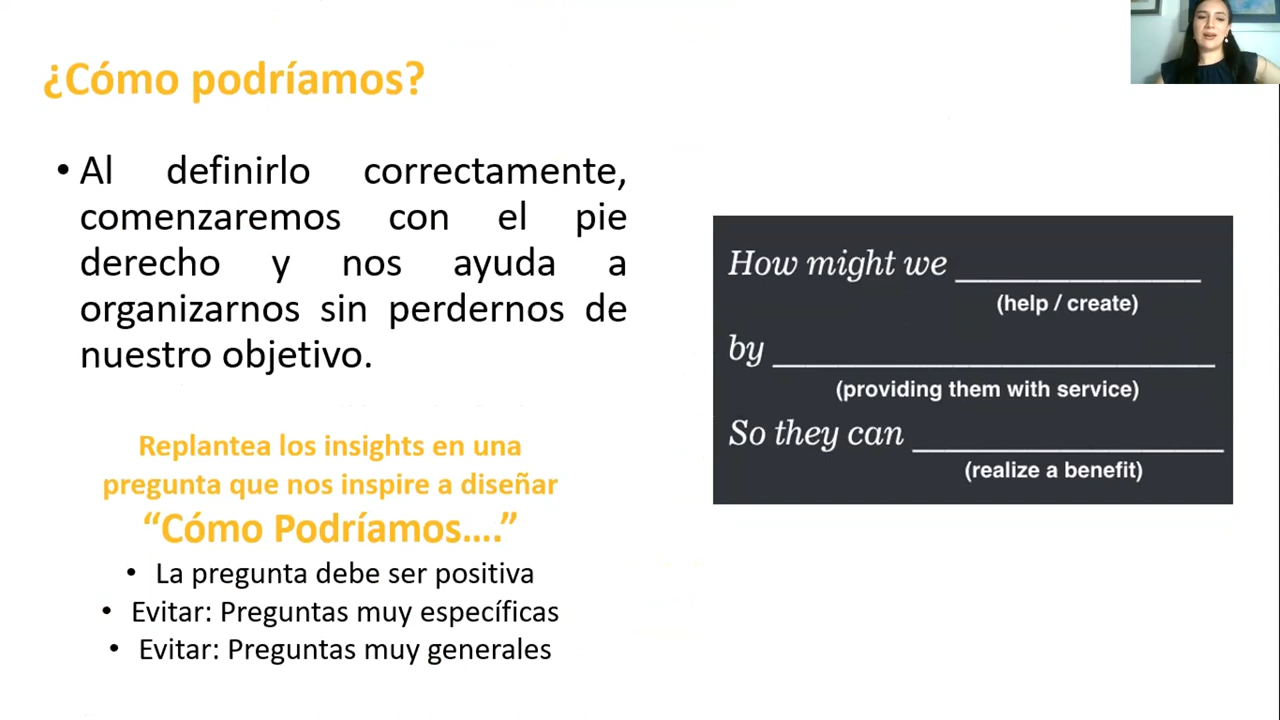 ¿Cómo podríamos?
• Al definirlo correctamente,
comenzaremos con el pie
derecho y nos ayuda a
organizarnos sin perdernos de
nuestro objetivo.
Replantea los insights en una
pregunta que nos inspire a diseñar
“Cómo Podríamos....”
• La pregunta debe ser positiva
• Evitar: Preguntas muy específicas
• Evitar: Preguntas muy generales
How might we ______________
(help / create)
by ______________
(providing them with service)
So they can ______________
(realize a benefit)